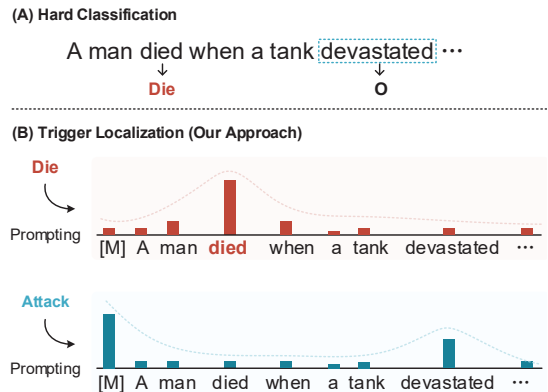 (A) Hard Classification
A man died when a tank devastated ···
Die O
(B) Trigger Localization (Our Approach)
Die
Prompting
[M] A man died when a tank devastated ···
Attack
Prompting
[M] A man died when a tank devastated ···